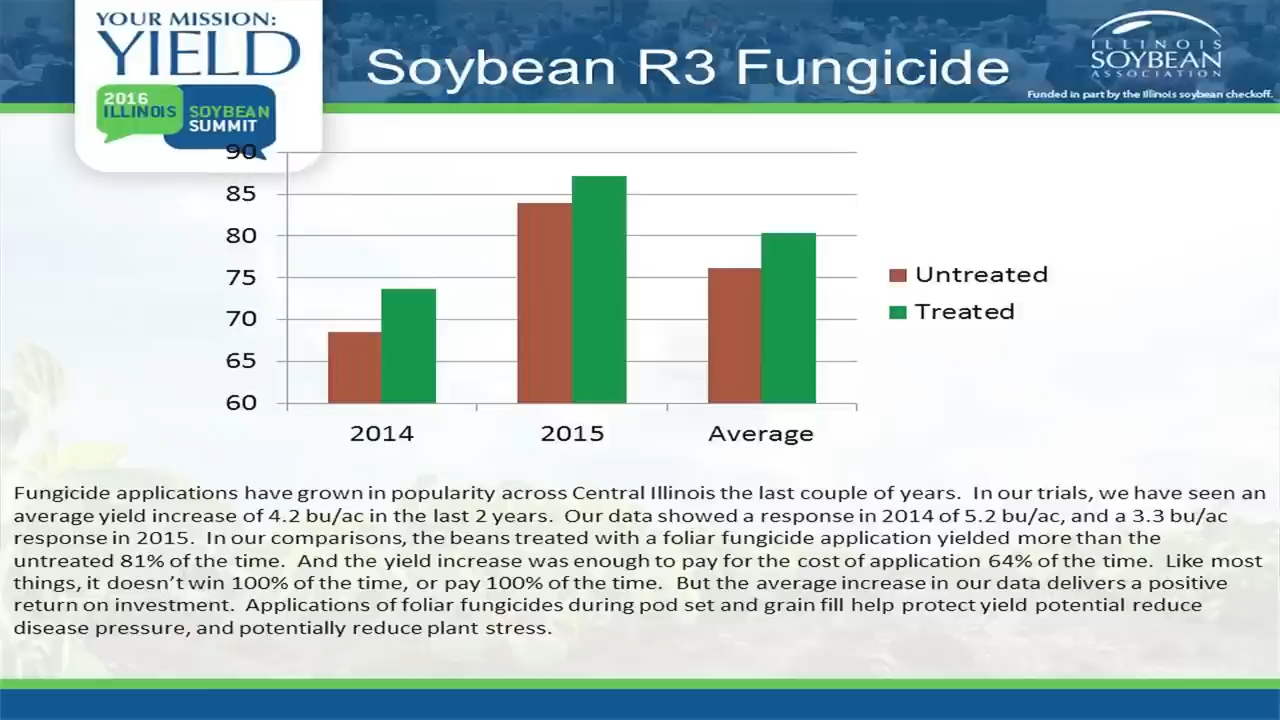 YOUR MISSION:
YIELD
2016
ILLINOIS SOYBEAN
SUMMIT
Soybean R3 Fungicide
ILLINOIS
SOYBEAN
ASSOCIATION
Funded in part by the Illinois soybean checkoff.
90
85
80
75
70
65
60
2014 2015 Average
Untreated
Treated
Fungicide applications have grown in popularity across Central Illinois the last couple of years. In our trials, we have seen an
average yield increase of 4.2 bu/ac in the last 2 years. Our data showed a response in 2014 of 5.2 bu/ac, and a 3.3 bu/ac
response in 2015. In our comparisons, the beans treated with a foliar fungicide application yielded more than the
untreated 81% of the time. And the yield increase was enough to pay for the cost of application 64% of the time. Like most
things, it doesn't win 100% of the time, or pay 100% of the time. But the average increase in our data delivers a positive
return on investment. Applications of foliar fungicides during pod set and grain fill help protect yield potential reduce
disease pressure, and potentially reduce plant stress.